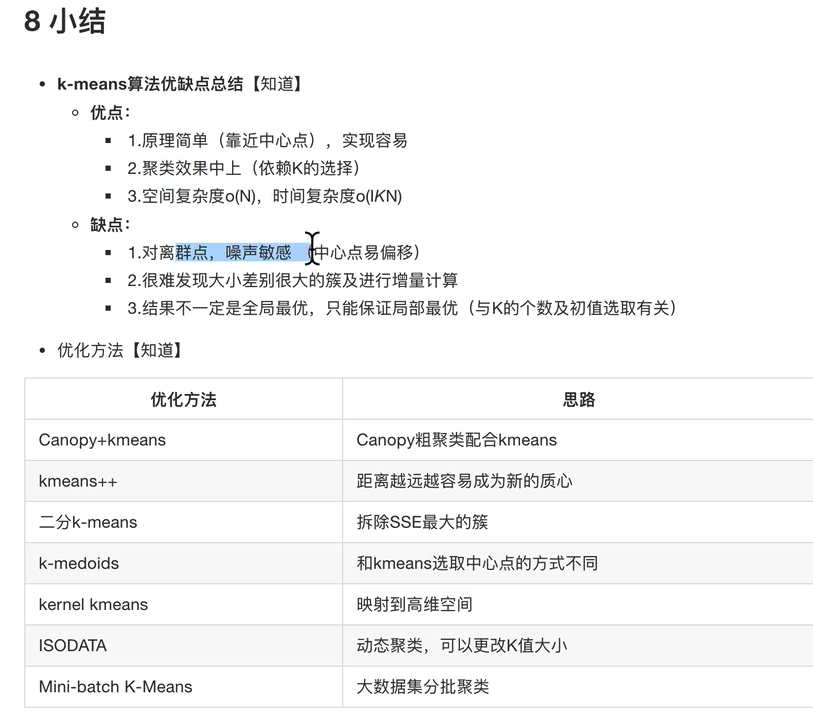 8 小结
k-means算法优缺点总结【知道】
优点：
1.原理简单（靠近中心点），实现容易
2.聚类效果中上（依赖K的选择）
3.空间复杂度o(N)，时间复杂度o(IKN)
缺点：
1.对离群点，噪声敏感 （中心点易偏移）
2.很难发现大小差别很大的簇及进行增量计算
3.结果不一定是全局最优，只能保证局部最优（与K的个数及初值选取有关）
优化方法【知道】
优化方法 思路
Canopy+kmeans Canopy粗聚类配合kmeans
kmeans++ 距离越远越容易成为新的质心
二分k-means 拆除SSE最大的簇
k-medoids 和kmeans选取中心点的方式不同
kernel kmeans 映射到高维空间
ISODATA 动态聚类，可以更改K值大小
Mini-batch K-Means 大数据集分批聚类